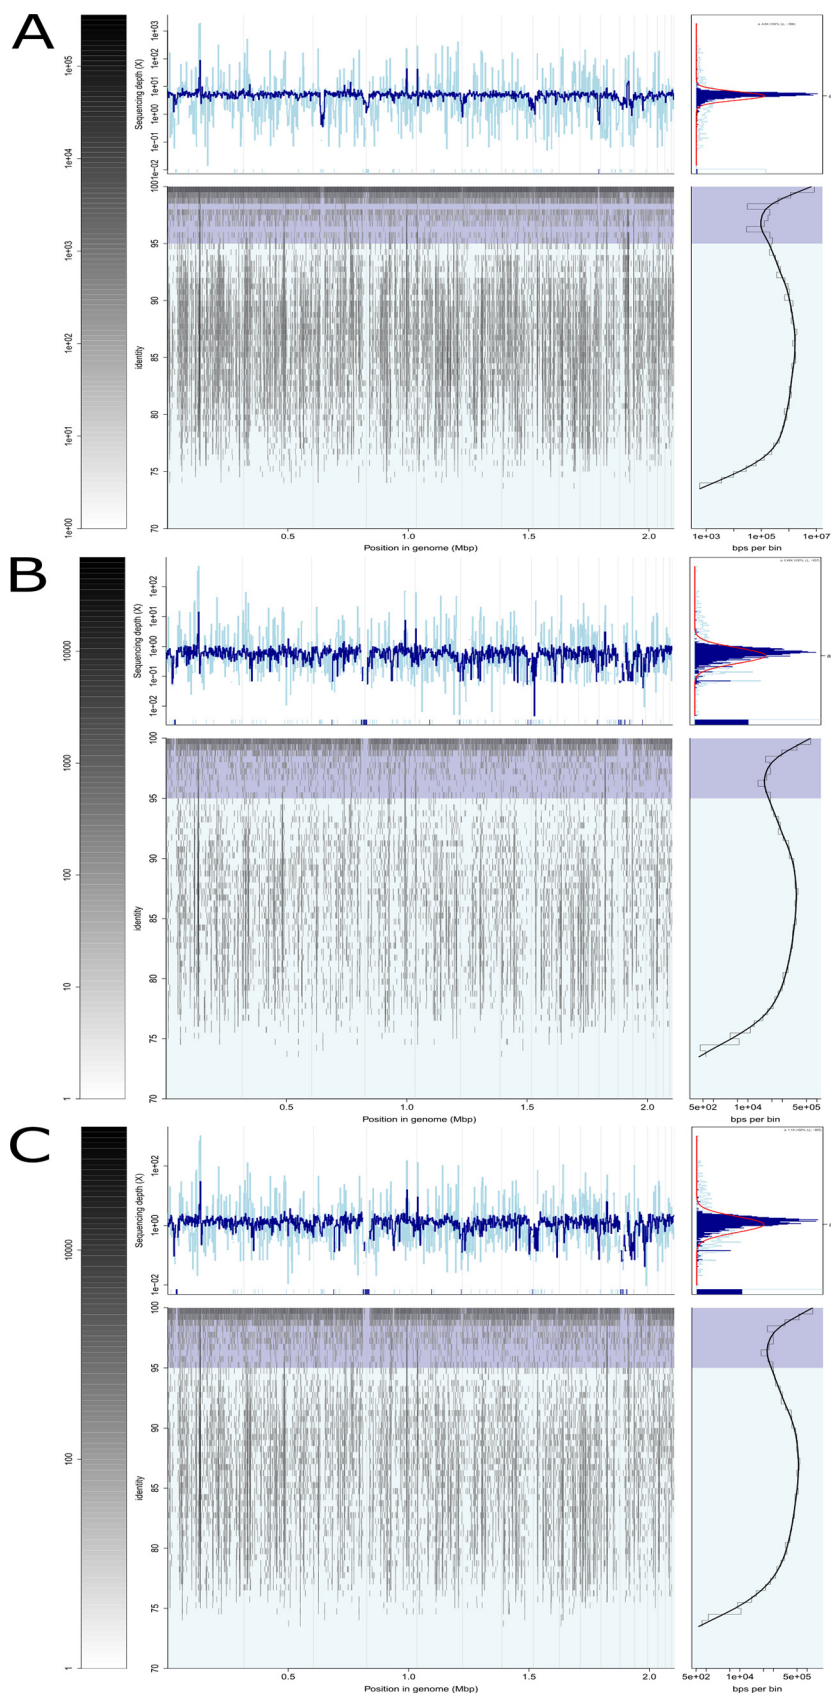 A
1e+05
1e+04
1e+03
1e+02
1e+01
1e+00
Sequencing depth (X)
1e+03
1e+02
1e+01
1e+00
1e-01
1e-02
identity
100
95
90
85
80
75
70
0.5
1.0
1.5
2.0
Position in genome (Mbp)
1e+03
1e+05
1e+07
bps per bin
B
10000
1000
100
10
1
Sequencing depth (X)
1e+02
1e+01
1e+00
1e-01
1e-02
identity
100
95
90
85
80
75
70
0.5
1.0
1.5
2.0
Position in genome (Mbp)
5e+02
1e+04
5e+05
bps per bin
C
10000
100
1
Sequencing depth (X)
1e+02
1e+00
1e-02
identity
100
95
90
85
80
75
70
0.5
1.0
1.5
2.0
Position in genome (Mbp)
5e+02
1e+04
5e+05
bps per bin